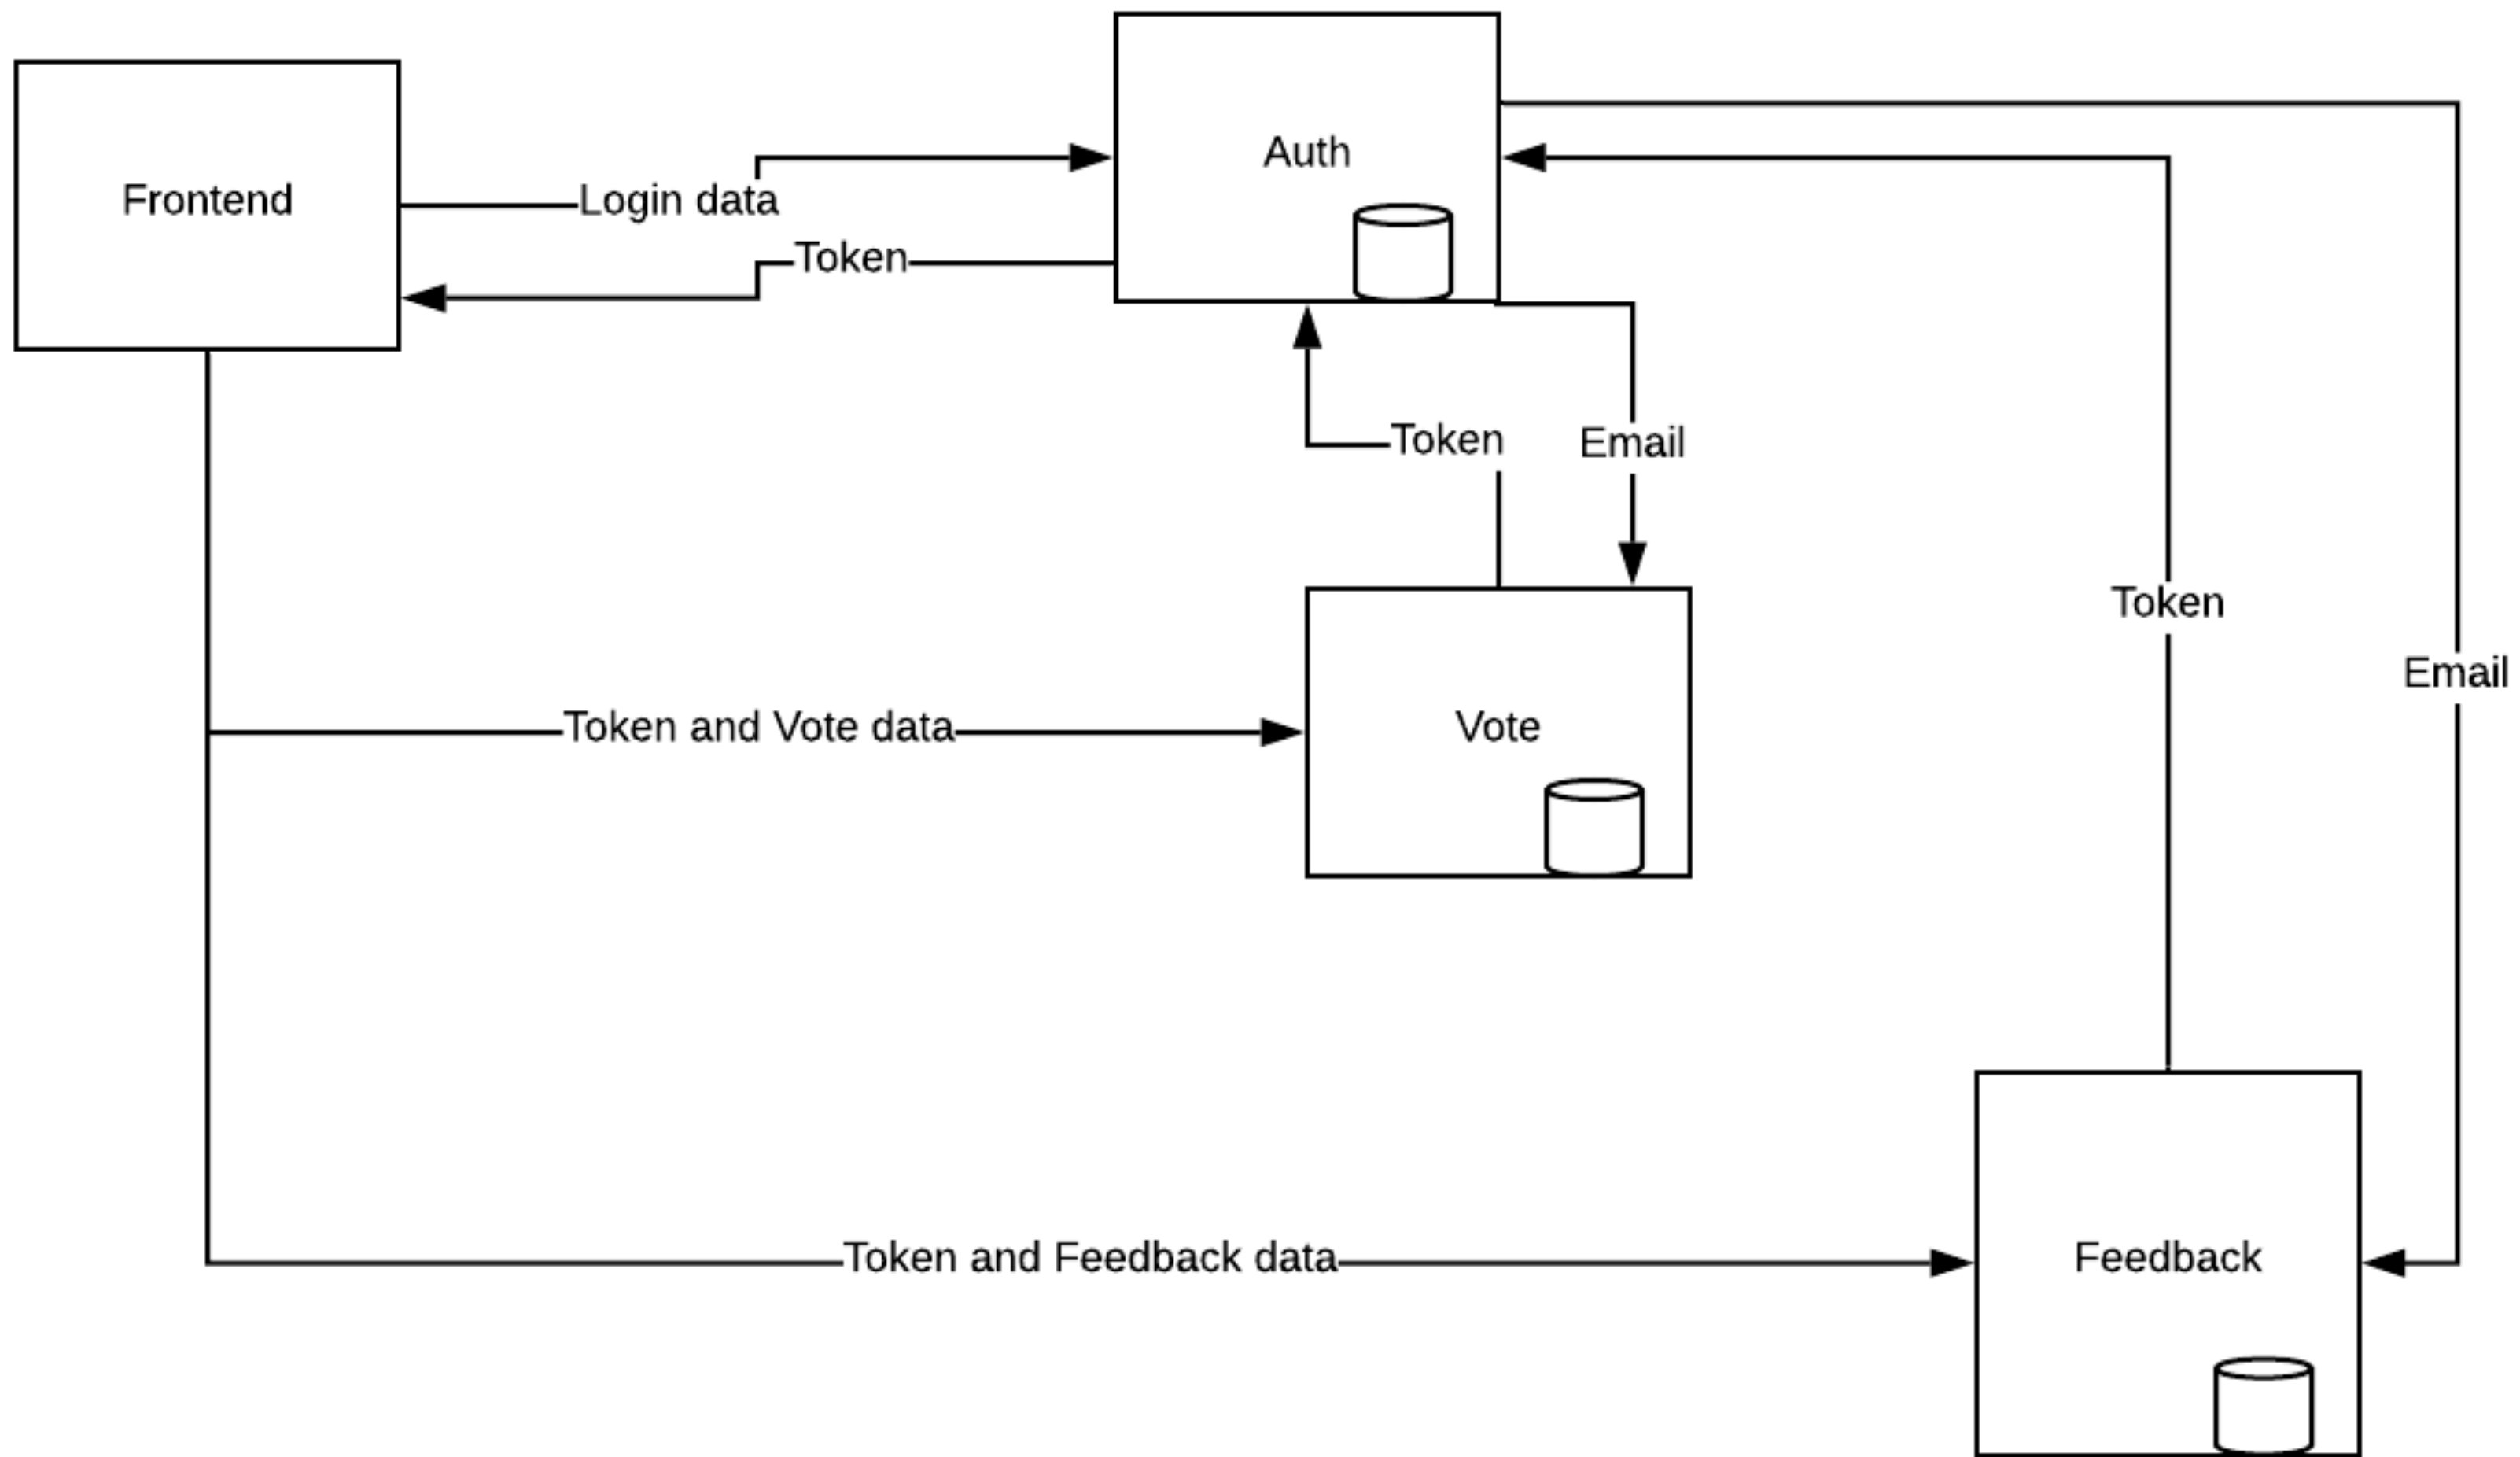 Auth
Frontend
Login data
Token
Token
Email
Token
Email
Token and Vote data
Vote
Token and Feedback data
Feedback